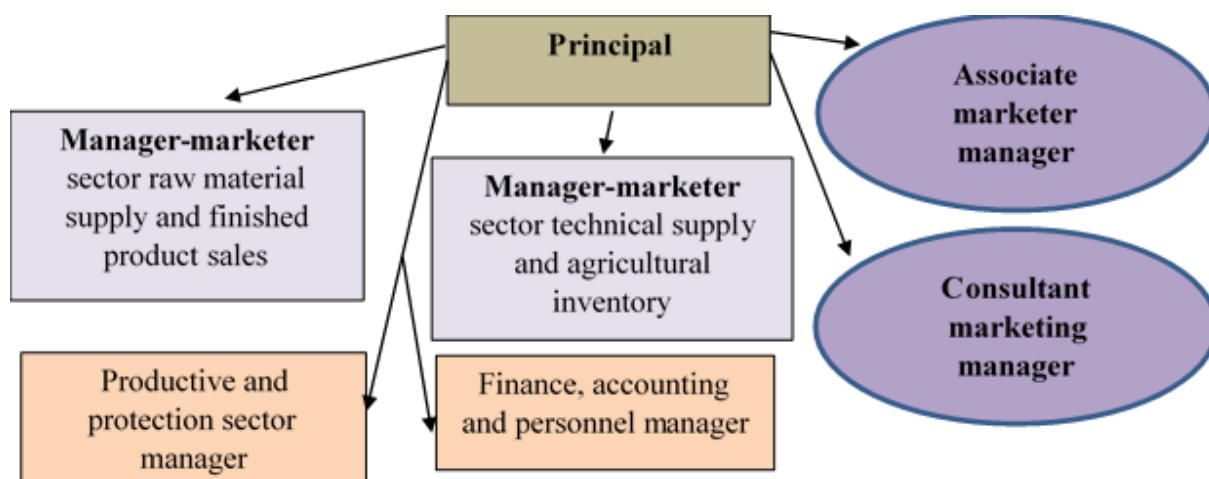 Principal
Manager-marketer
sector raw material
supply and finished
product sales
Manager-marketer
sector technical supply
and agricultural
inventory
Associate
marketer
manager
Consultant
marketing
manager
Productive and
protection sector
manager
Finance, accounting
and personnel manager